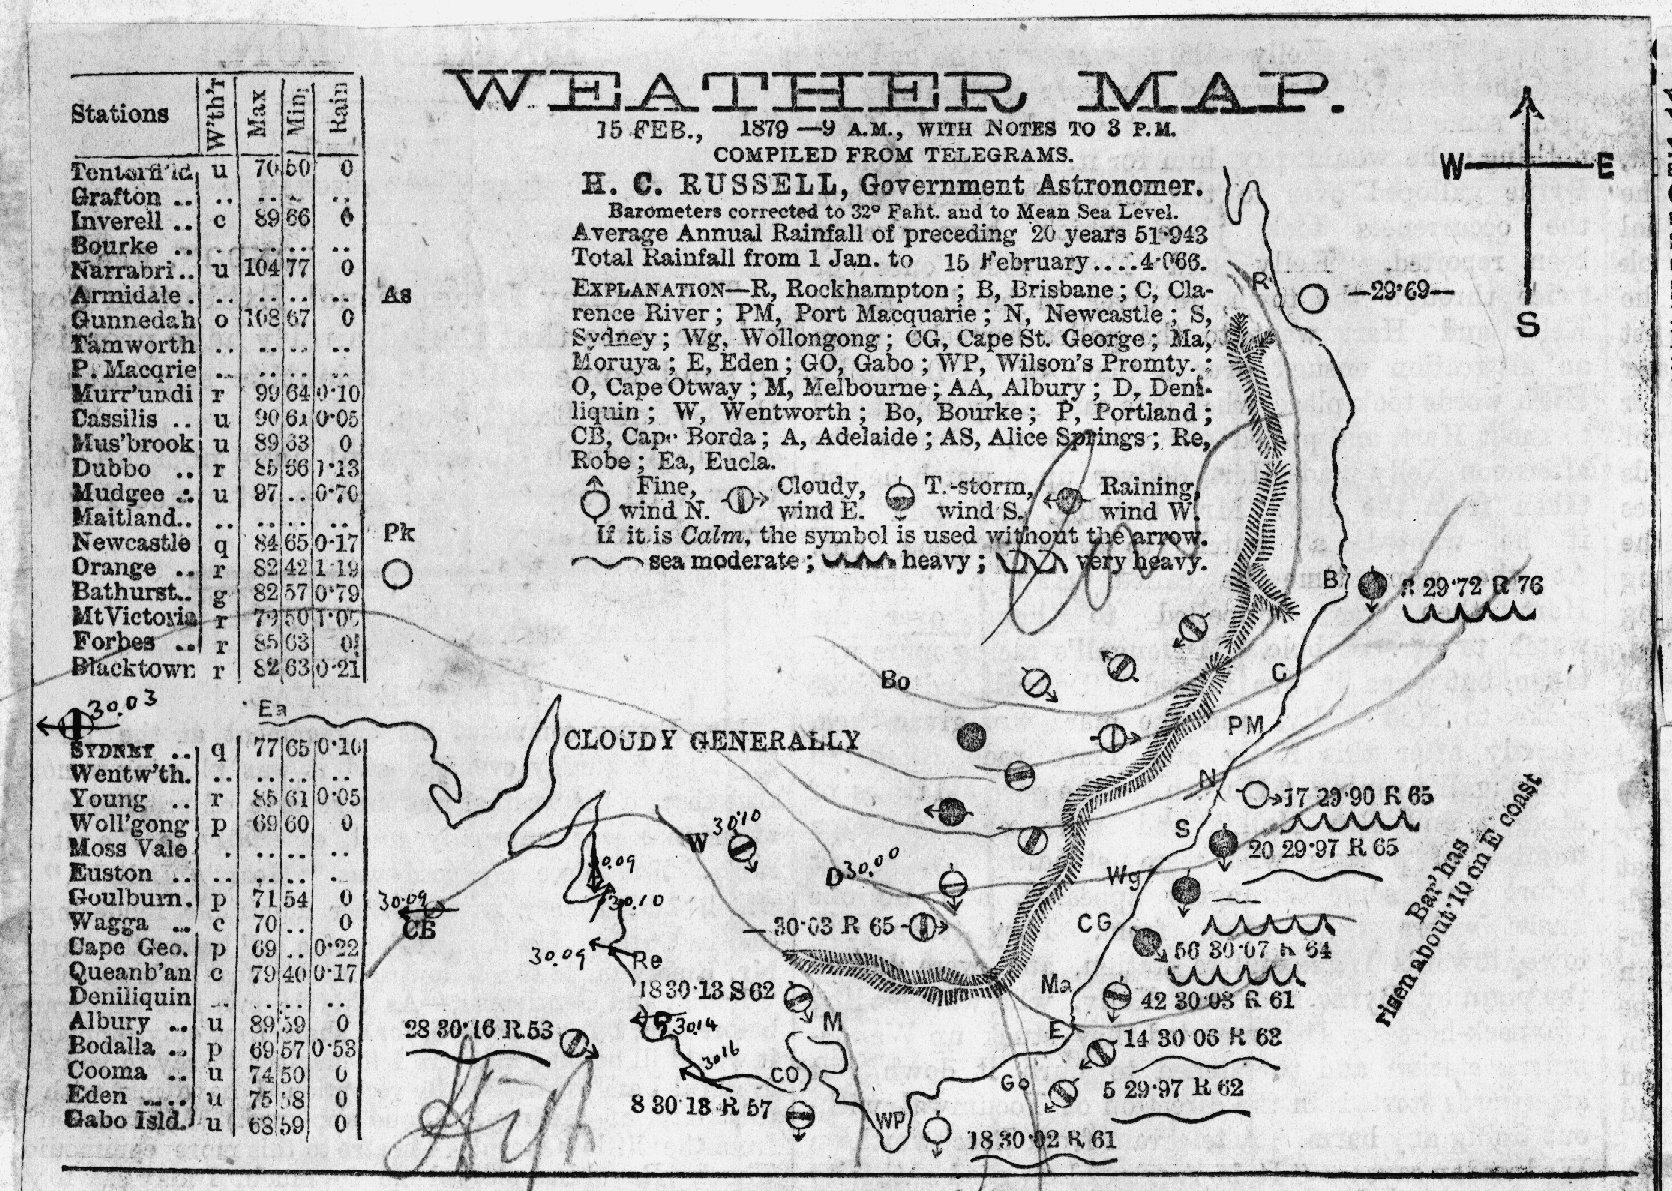 WEATHER MAP.
15 FEB., 1879—9 A.M., WITH NOTES TO 3 P.M.
COMPILED FROM TELEGRAMS.
H. C. RUSSELL, Government Astronomer.
Barometers corrected to 32° Faht. and to Mean Sea Level.
Average Annual Rainfall of preceding 20 years 51·943
Total Rainfall from 1 Jan. to 15 February....4·066.
EXPLANATION—R, Rockhampton; B, Brisbane; C, Cla-
rence River; PM, Port Macquarie; N, Newcastle; S,
Sydney; Wg, Wollongong; CG, Cape St. George; Ma,
Moruya; E, Eden; GO, Gabo; WP, Wilson's Promty.;
O, Cape Otway; M, Melbourne; AA, Albury; D, Deni-
liquin; W, Wentworth; Bo, Bourke; P, Portland;
CB, Cape Borda; A, Adelaide; AS, Alice Springs; Re,
Robe; Ea, Eucla.
Fine, wind N. Cloudy, wind E. T.-storm, wind S. Raining, wind W.
If it is Calm, the symbol is used without the arrow.
sea moderate; heavy; very heavy.
Stations W'th'r Max Min. Rain
Tenterfi'ld u 70 50 0
Grafton .. .. .. .. ..
Inverell .. c 89 66 0
Bourke .. .. .. .. ..
Narrabri.. u 104 77 0
Armidale . .. .. .. ..
Gunnedah o 108 67 0
Tamworth .. .. .. ..
P. Macqrie .. .. .. ..
Murr'undi r 99 64 0·10
Cassilis .. u 90 61 0·05
Mus'brook u 89 63 0
Dubbo .. r 85 66 1·13
Mudgee .. u 97 .. 0·70
Maitland.. .. .. .. ..
Newcastle q 84 65 0·17
Orange .. r 82 42 1·19
Bathurst.. g 82 57 0·79
Mt Victoria r 79 50
Forbes .. r 85 63 0
Blacktown r 82 63 0·21
SYDNEY .. q 77 65 0·10
Wentw'th. .. .. .. ..
Young .. r 85 61 0·05
Woll'gong p 69 60 0
Moss Vale . .. .. ..
Euston .. .. .. .. ..
Goulburn. p 71 54 0
Wagga ... c 70 .. 0
Cape Geo. p 69 .. 0·22
Queanb'an c 79 40 0·17
Deniliquin .. .. .. ..
Albury .. u 89 59 0
Bodalla .. p 69 57 0·53
Cooma .. u 74 50 0
Eden ..... u 75 58 0
Gabo Isld. u 68 59 0
W E
S
As
Pk
R
—29·69—
B R 29·72 R 76
C
PM
N 17 29·90 R 65
S 20 29·97 R 65
Wg
CG 56 30·07 R 64
Ma 42 30·08 R 61
E 14 30 06 R 63
Go 5 29·97 R 62
WP 18 30·02 R 61
Bar' has
risen about ·10 on E coast
Bo
CLOUDY GENERALLY
30.03
Ea
W 30.10
D 30.00
— 30·03 R 65-
30.09
30.10
30.09
CB
30.09
Re
18 30·13 S 62
M
P 30.14
28 30·16 R 53
30.16
CO
8 30 18 R 57
Low
High